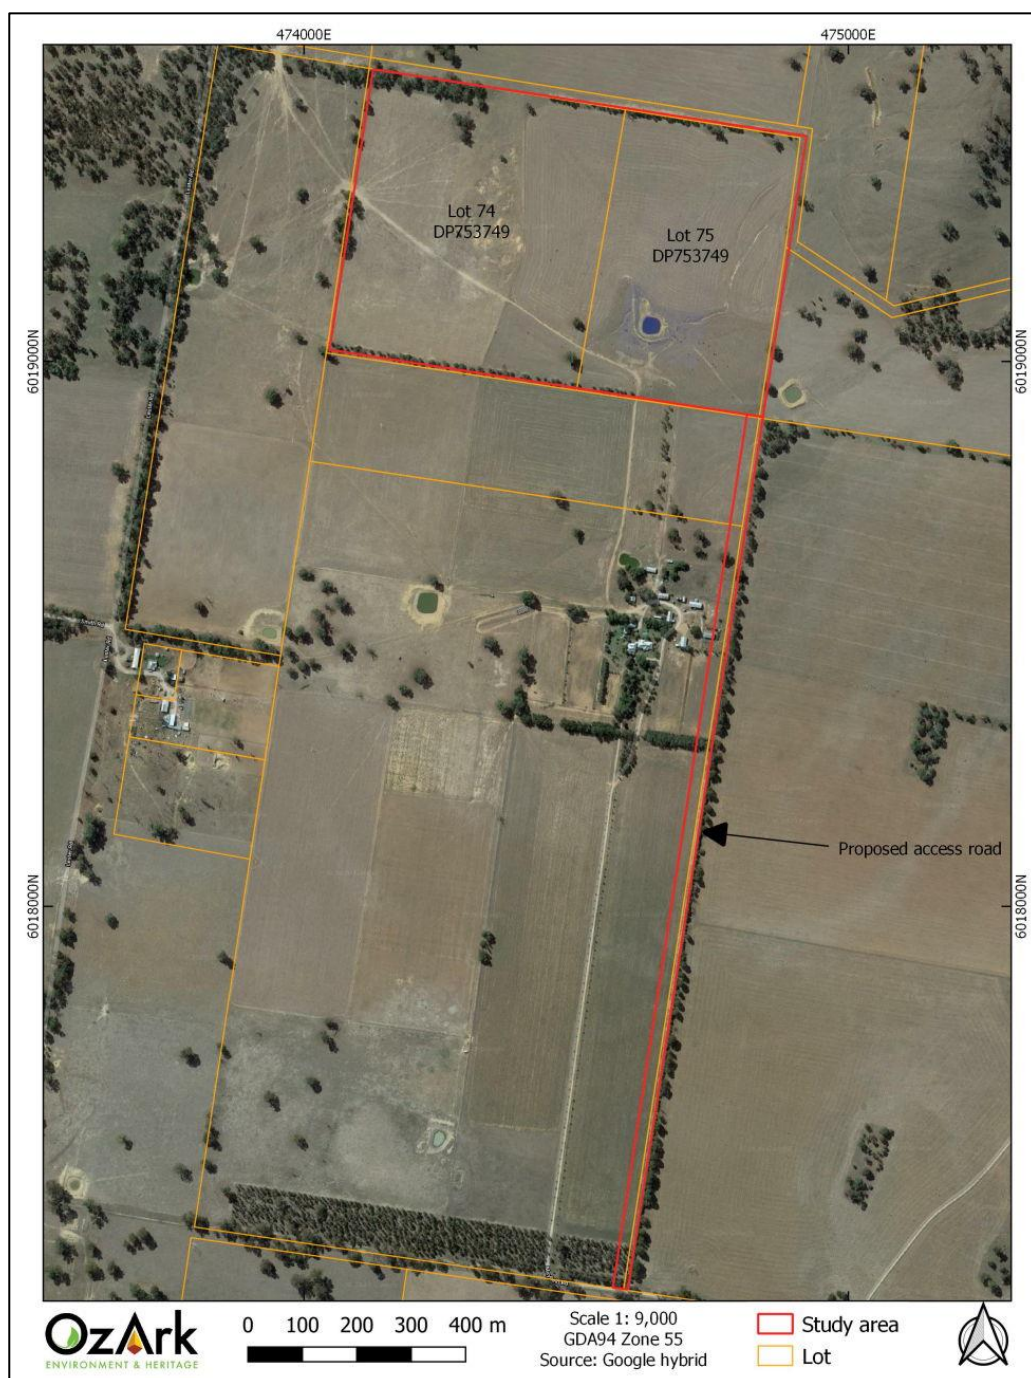 474000E
475000E
Lot 74
DP753749
Lot 75
DP753749
6019000N
6019000N
Proposed access road
6018000N
6018000N
OzArk
ENVIRONMENT & HERITAGE
0 100 200 300 400 m
Scale 1: 9,000
GDA94 Zone 55
Source: Google hybrid
Study area
Lot